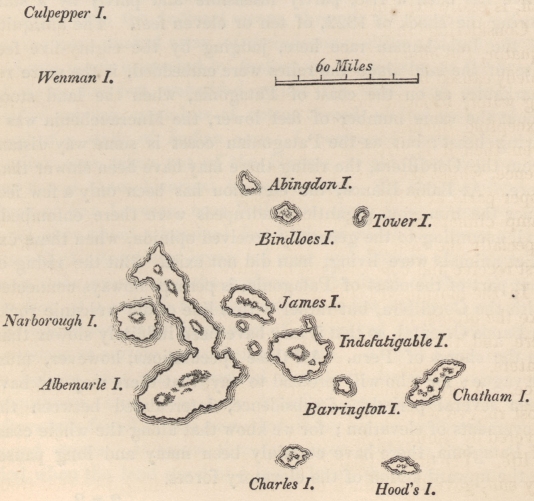 Culpepper I.
Wenman I.
60 Miles
Abingdon I.
Tower I.
Bindloes I.
James I.
Narborough I.
Indefatigable I.
Albemarle I.
Chatham I.
Barrington I.
Charles I.
Hood's I.